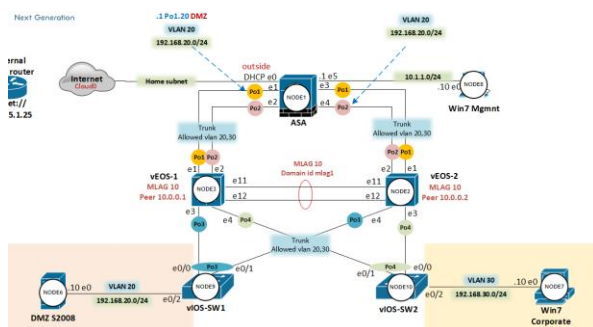 Next Generation
.1 Po1.20 DMZ
VLAN 20
192.168.20.0/24
VLAN 20
192.168.20.0/24
ernal
router
et://
5.1.25
Internet
Cloud0
Home subnet
outside
DHCP e0
e1
e2
Po1
Po2
NODE1
ASA
.1 e5
e3
e4
Po1
Po2
10.1.1.0/24
.10 e0
NODE8
Win7 Mgmnt
Trunk
Allowed vlan 20,30
Trunk
Allowed vlan 20,30
Po1
Po2
e1
e2
Po2
Po1
e2
e1
vEOS-1
MLAG 10
Peer 10.0.0.1
NODE3
e11
e12
MLAG 10
Domain id mlag1
e11
e12
NODE2
vEOS-2
MLAG 10
Peer 10.0.0.2
e3
Po3
e4
Po4
Po3
e4
e3
Po4
Trunk
Allowed vlan 20,30
e0/0
Po3
e0/1
e0/1
Po4
e0/0
NODE6
DMZ S2008
.10 e0
VLAN 20
192.168.20.0/24
e0/2
NODE9
vIOS-SW1
NODE10
vIOS-SW2
e0/2
VLAN 30
192.168.30.0/24
.10 e0
NODE7
Win7
Corporate